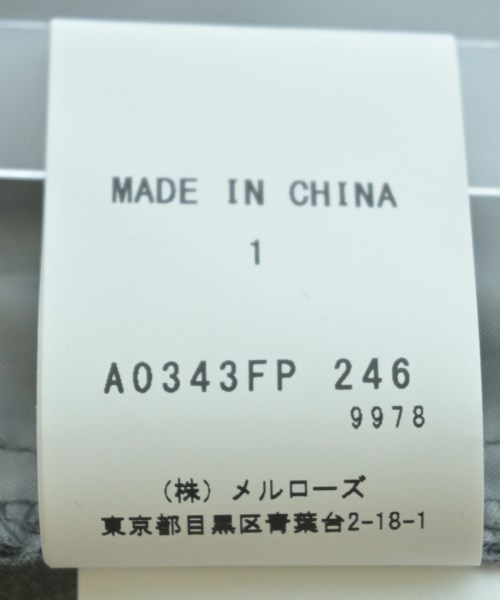 MADE IN CHINA
1
A0343FP 246
9978
(株)メルローズ
東京都目黒区青葉台2-18-1